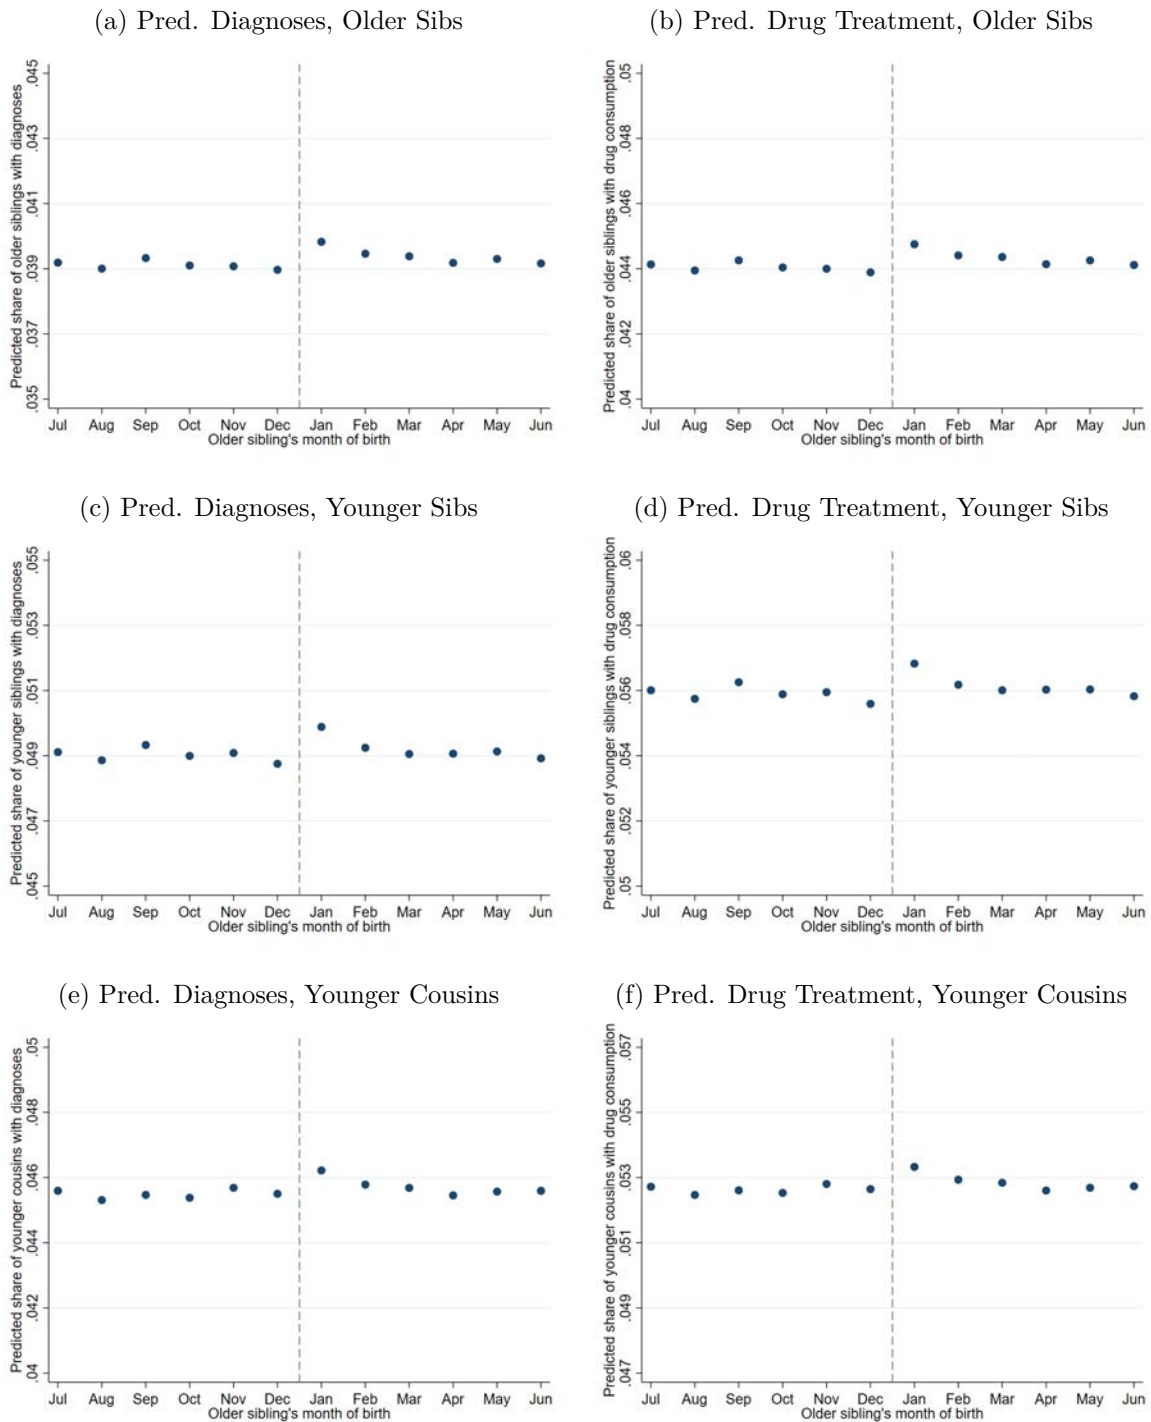 (a) Pred. Diagnoses, Older Sibs
Predicted share of older siblings with diagnoses
.045
.043
.041
.039
.037
.035
Jul Aug Sep Oct Nov Dec Jan Feb Mar Apr May Jun
Older sibling's month of birth
(b) Pred. Drug Treatment, Older Sibs
Predicted share of older siblings with drug consumption
.05
.048
.046
.044
.042
.04
Jul Aug Sep Oct Nov Dec Jan Feb Mar Apr May Jun
Older sibling's month of birth
(c) Pred. Diagnoses, Younger Sibs
Predicted share of younger siblings with diagnoses
.055
.053
.051
.049
.047
.045
Jul Aug Sep Oct Nov Dec Jan Feb Mar Apr May Jun
Older sibling's month of birth
(d) Pred. Drug Treatment, Younger Sibs
Predicted share of younger siblings with drug consumption
.06
.058
.056
.054
.052
.05
Jul Aug Sep Oct Nov Dec Jan Feb Mar Apr May Jun
Older sibling's month of birth
(e) Pred. Diagnoses, Younger Cousins
Predicted share of younger cousins with diagnoses
.05
.048
.046
.044
.042
.04
Jul Aug Sep Oct Nov Dec Jan Feb Mar Apr May Jun
Older sibling's month of birth
(f) Pred. Drug Treatment, Younger Cousins
Predicted share of younger cousins with drug consumption
.057
.055
.053
.051
.049
.047
Jul Aug Sep Oct Nov Dec Jan Feb Mar Apr May Jun
Older sibling's month of birth